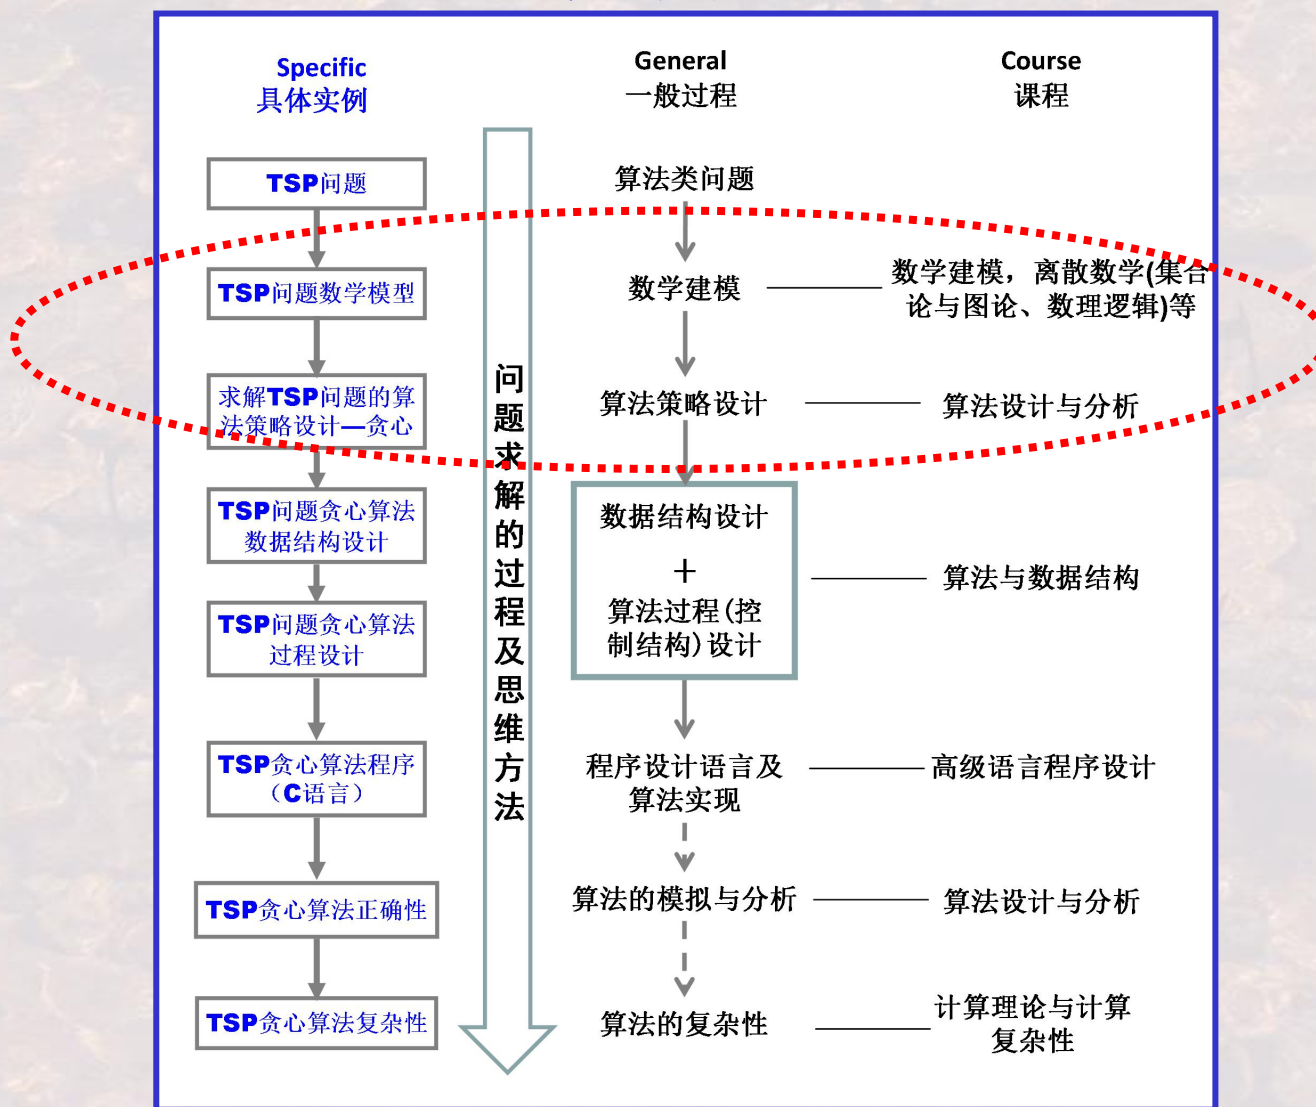 Specific
具体实例
General
一般过程
Course
课程
TSP问题
TSP问题数学模型
求解TSP问题的算
法策略设计—贪心
TSP问题贪心算法
数据结构设计
TSP问题贪心算法
过程设计
TSP贪心算法程序
（C语言）
TSP贪心算法正确性
TSP贪心算法复杂性
问题求解的过程及思维方法
算法类问题
数学建模
算法策略设计
数据结构设计
＋
算法过程(控
制结构)设计
程序设计语言及
算法实现
算法的模拟与分析
算法的复杂性
数学建模，离散数学(集合
论与图论、数理逻辑)等
算法设计与分析
算法与数据结构
高级语言程序设计
算法设计与分析
计算理论与计算
复杂性